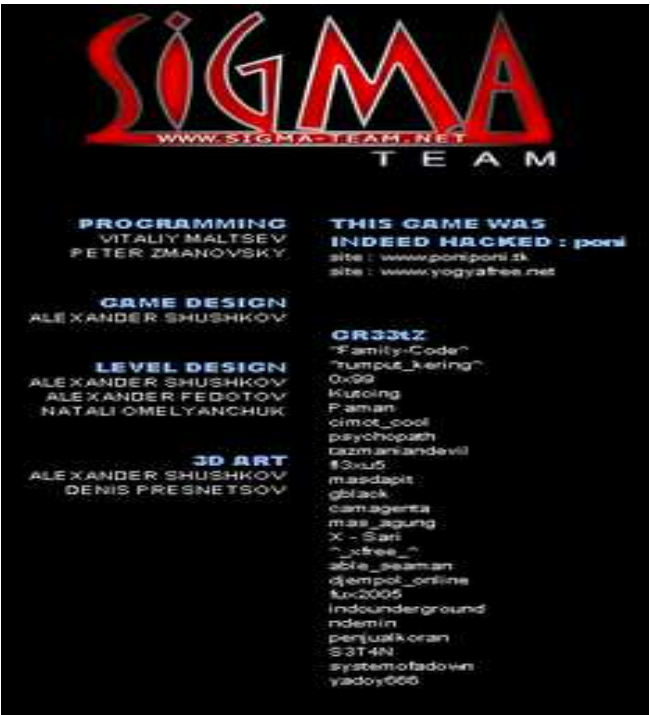 SIGMA
WWW.SIGMA-TEAM.NET
TEAM
PROGRAMMING
VITALIY MALTSEV
PETER ZMANOVSKY
GAME DESIGN
ALEXANDER SHUSHKOV
LEVEL DESIGN
ALEXANDER SHUSHKOV
ALEXANDER FEDOTOV
NATALI OMELYANCHUK
3D ART
ALEXANDER SHUSHKOV
DENIS PRESNETSOV
THIS GAME WAS
INDEED HACKED : poni
site : www.poniponi.tk
site : www.yogyafree.net
GR33tZ
^Family-Code^
^rumput_kering^
0x99
Kutoing
Paman
cimot_cool
psychopath
tazmaniandevil
fl3xu5
masdapit
gblack
camagenta
mas_agung
X - Sari
^_xfree_^
able_seaman
djempol_online
fux2005
indounderground
ndemin
penjualkoran
S3T4N
systemofadown
yadoy666